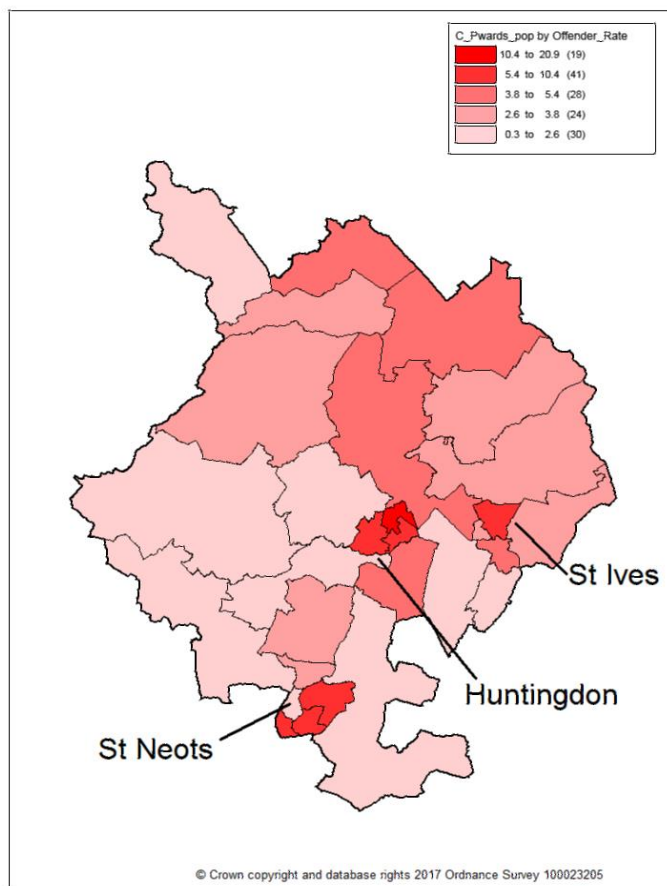 C_Pwards_pop by Offender_Rate
10.4 to 20.9 (19)
5.4 to 10.4 (41)
3.8 to 5.4 (28)
2.6 to 3.8 (24)
0.3 to 2.6 (30)
St Ives
Huntingdon
St Neots
© Crown copyright and database rights 2017 Ordnance Survey 100023205